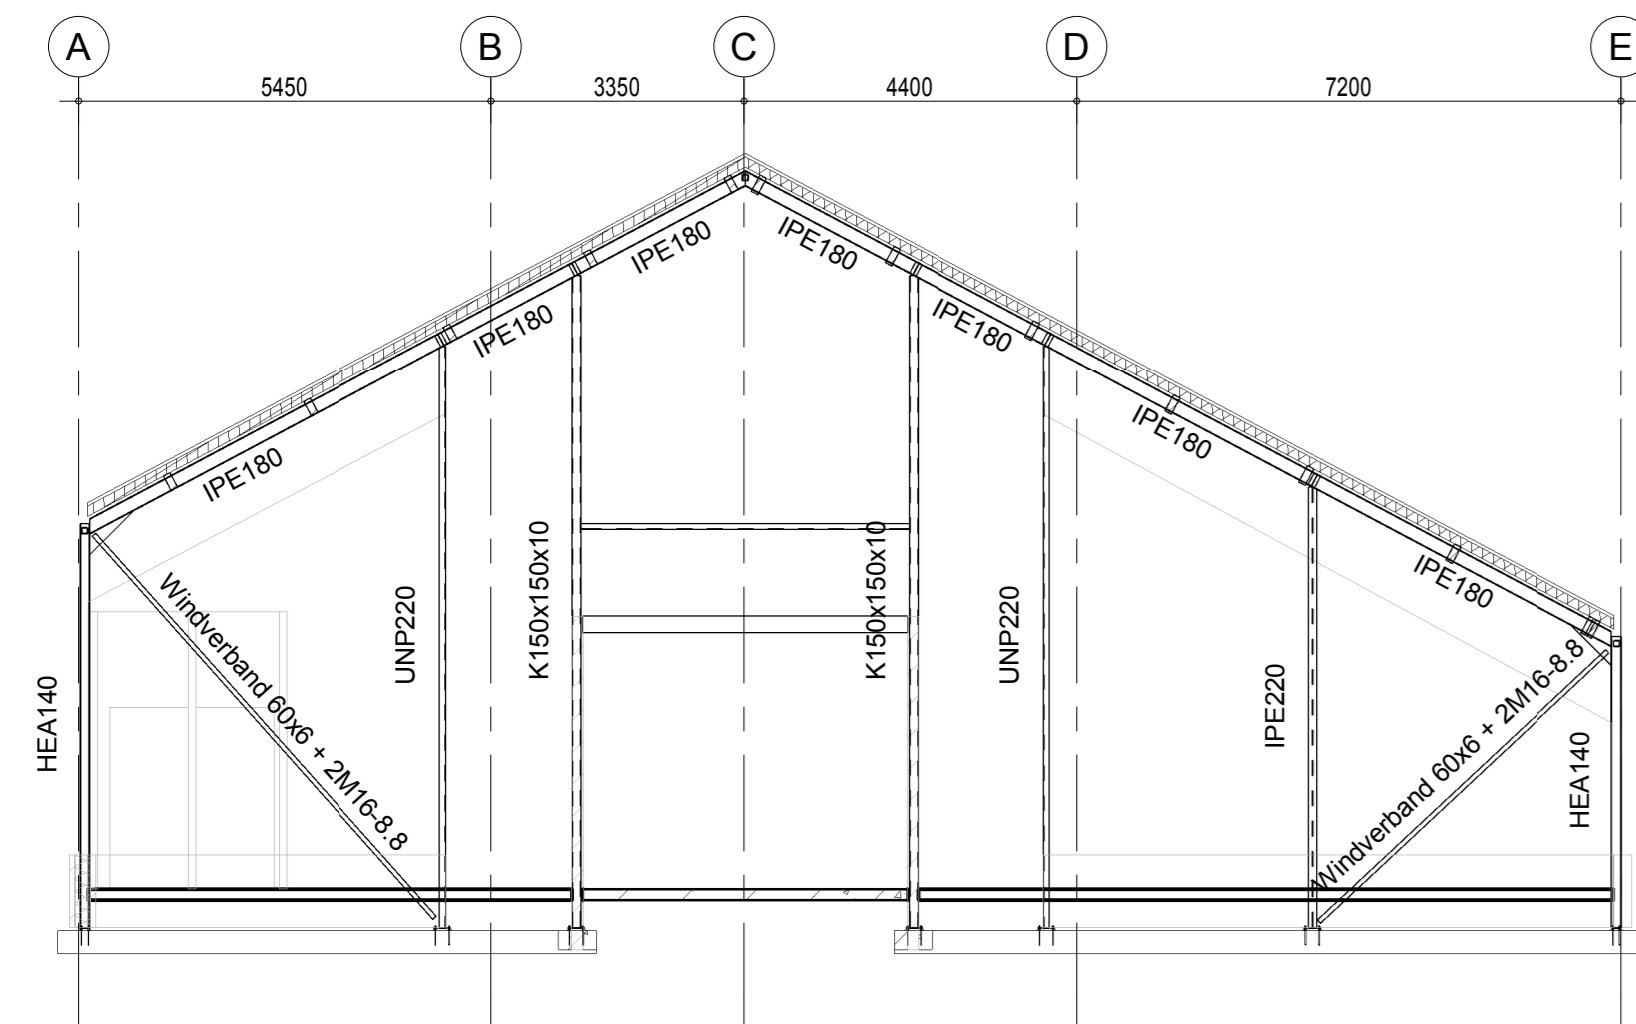 A
B
C
D
E
5450
3350
4400
7200
IPE180
IPE180
IPE180
IPE180
IPE180
IPE180
IPE180
HEA140
Windverband 60x6 + 2M16-8.8
UNP220
K150x150x10
K150x150x10
UNP220
IPE220
Windverband 60x6 + 2M16-8.8
HEA140